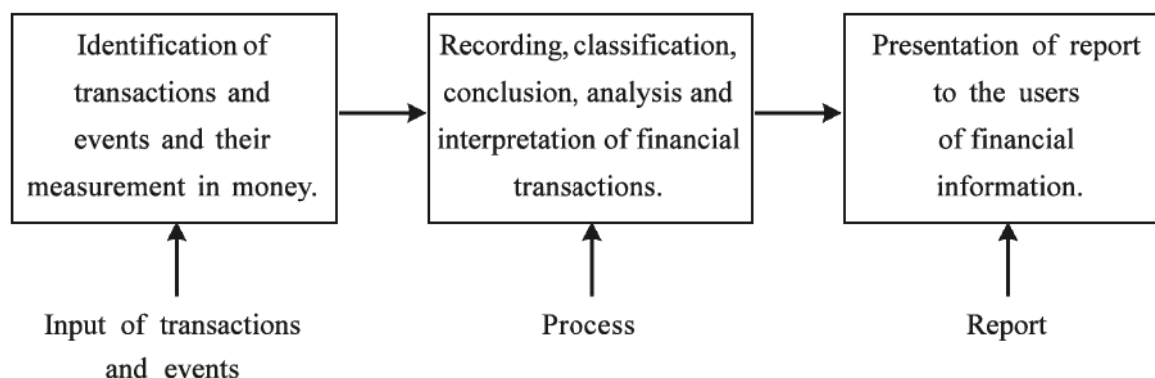 Identification of
transactions and
events and their
measurement in money.
Recording, classification,
conclusion, analysis and
interpretation of financial
transactions.
Presentation of report
to the users
of financial
information.
Input of transactions
and events
Process
Report